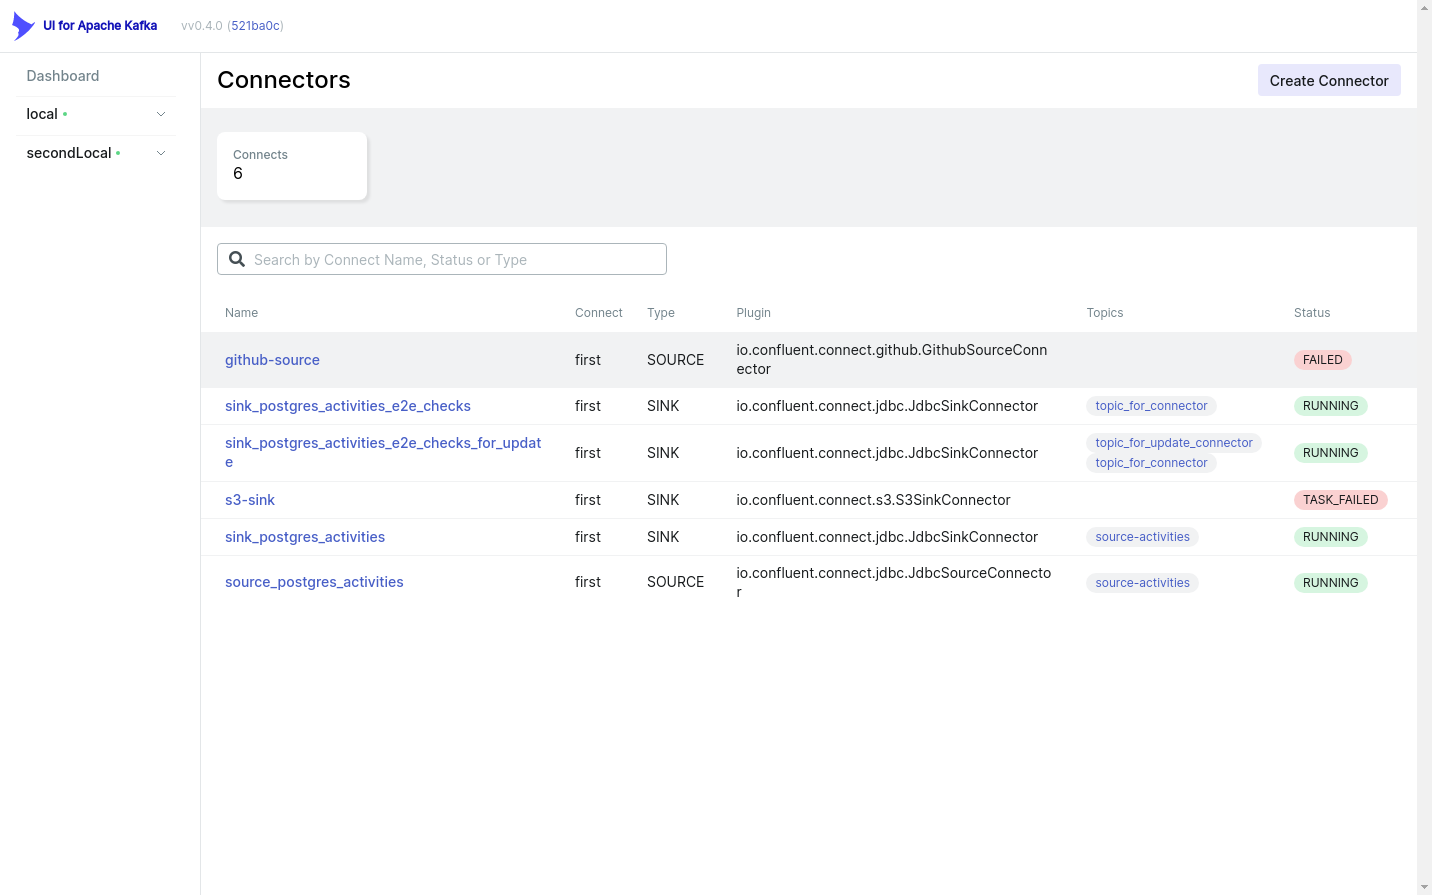 UI for Apache Kafka vv0.4.0 (521ba0c)
Dashboard
local
secondLocal
Connectors
Create Connector
Connects
6
Search by Connect Name, Status or Type
Name Connect Type Plugin Topics Status
github-source first SOURCE io.confluent.connect.github.GithubSourceConn
ector FAILED
sink_postgres_activities_e2e_checks first SINK io.confluent.connect.jdbc.JdbcSinkConnector topic_for_connector RUNNING
sink_postgres_activities_e2e_checks_for_updat
e first SINK io.confluent.connect.jdbc.JdbcSinkConnector topic_for_update_connector
topic_for_connector RUNNING
s3-sink first SINK io.confluent.connect.s3.S3SinkConnector TASK_FAILED
sink_postgres_activities first SINK io.confluent.connect.jdbc.JdbcSinkConnector source-activities RUNNING
source_postgres_activities first SOURCE io.confluent.connect.jdbc.JdbcSourceConnecto
r source-activities RUNNING